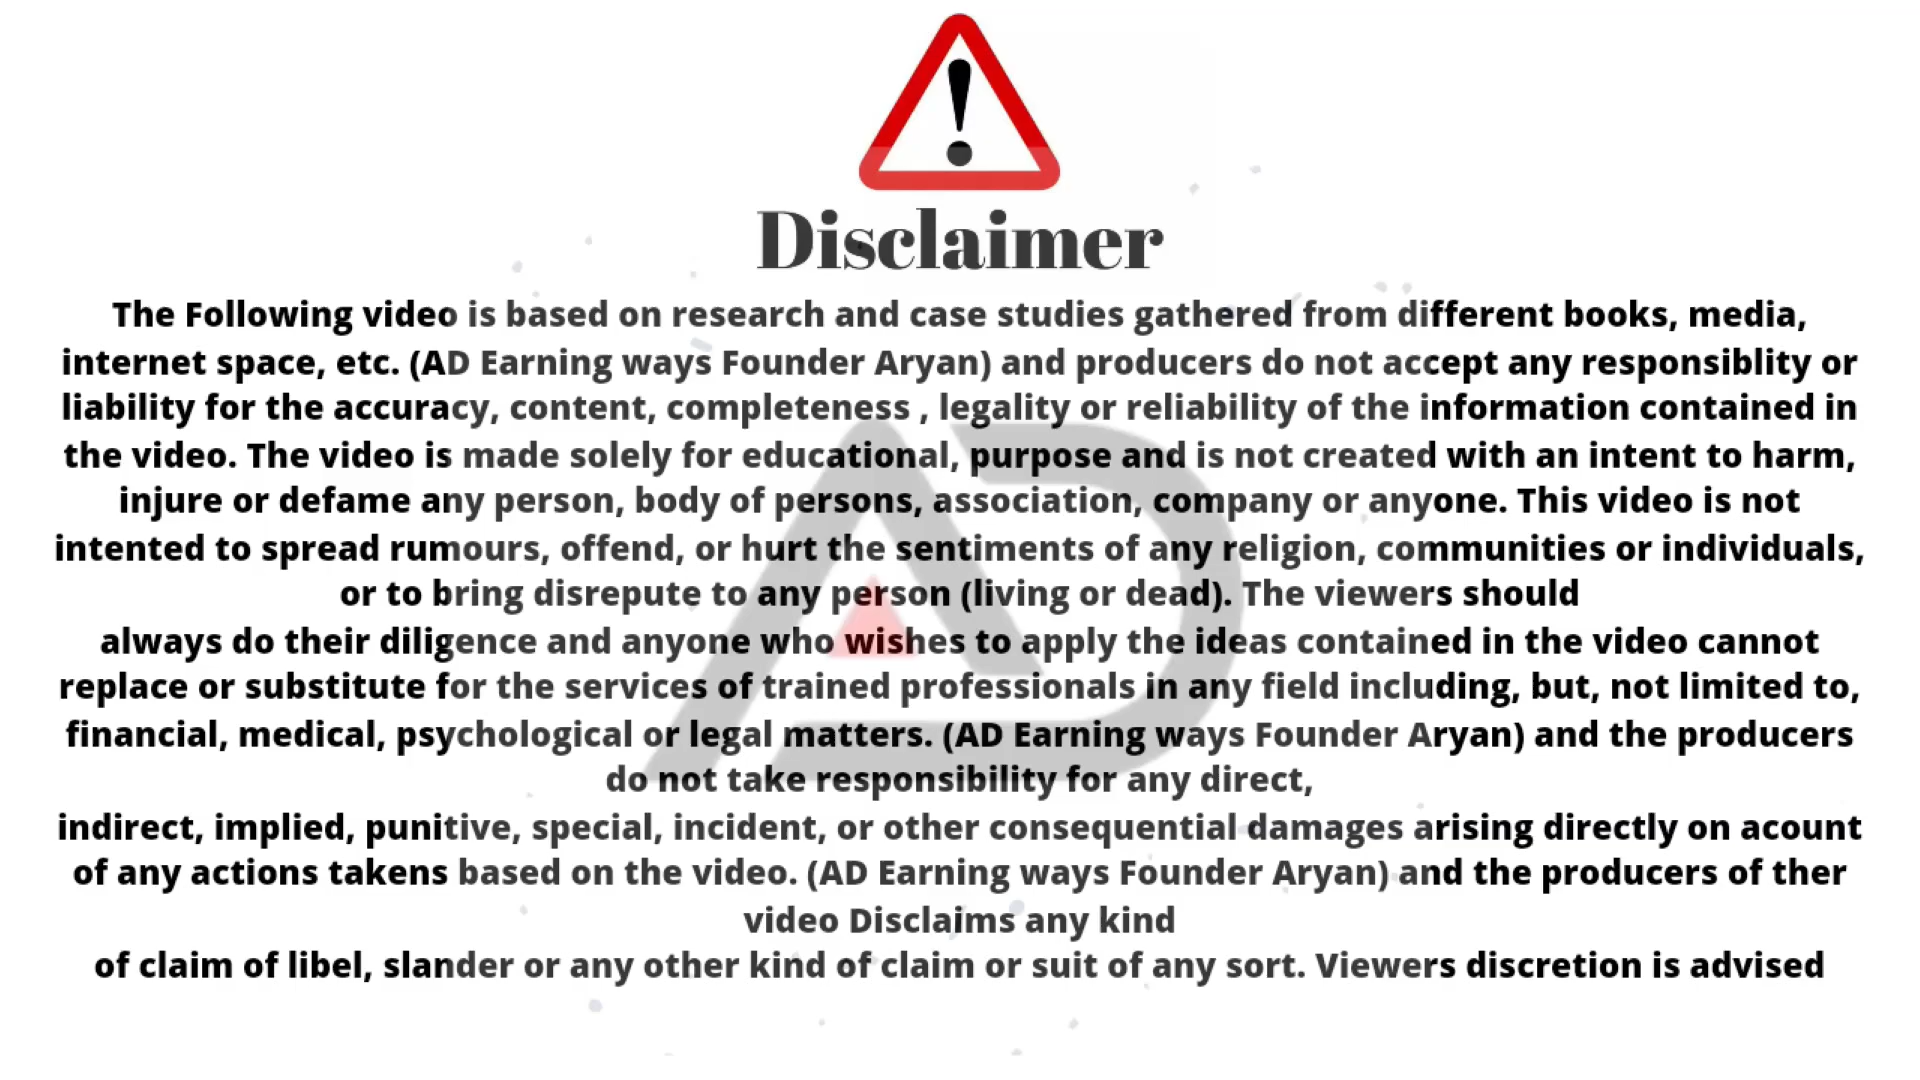 Disclaimer
The Following video is based on research and case studies gathered from different books, media,
internet space, etc. (AD Earning ways Founder Aryan) and producers do not accept any responsiblity or
liability for the accuracy, content, completeness , legality or reliability of the information contained in
the video. The video is made solely for educational, purpose and is not created with an intent to harm,
injure or defame any person, body of persons, association, company or anyone. This video is not
intented to spread rumours, offend, or hurt the sentiments of any religion, communities or individuals,
or to bring disrepute to any person (living or dead). The viewers should
always do their diligence and anyone who wishes to apply the ideas contained in the video cannot
replace or substitute for the services of trained professionals in any field including, but, not limited to,
financial, medical, psychological or legal matters. (AD Earning ways Founder Aryan) and the producers
do not take responsibility for any direct,
indirect, implied, punitive, special, incident, or other consequential damages arising directly on acount
of any actions takens based on the video. (AD Earning ways Founder Aryan) and the producers of ther
video Disclaims any kind
of claim of libel, slander or any other kind of claim or suit of any sort. Viewers discretion is advised
AD